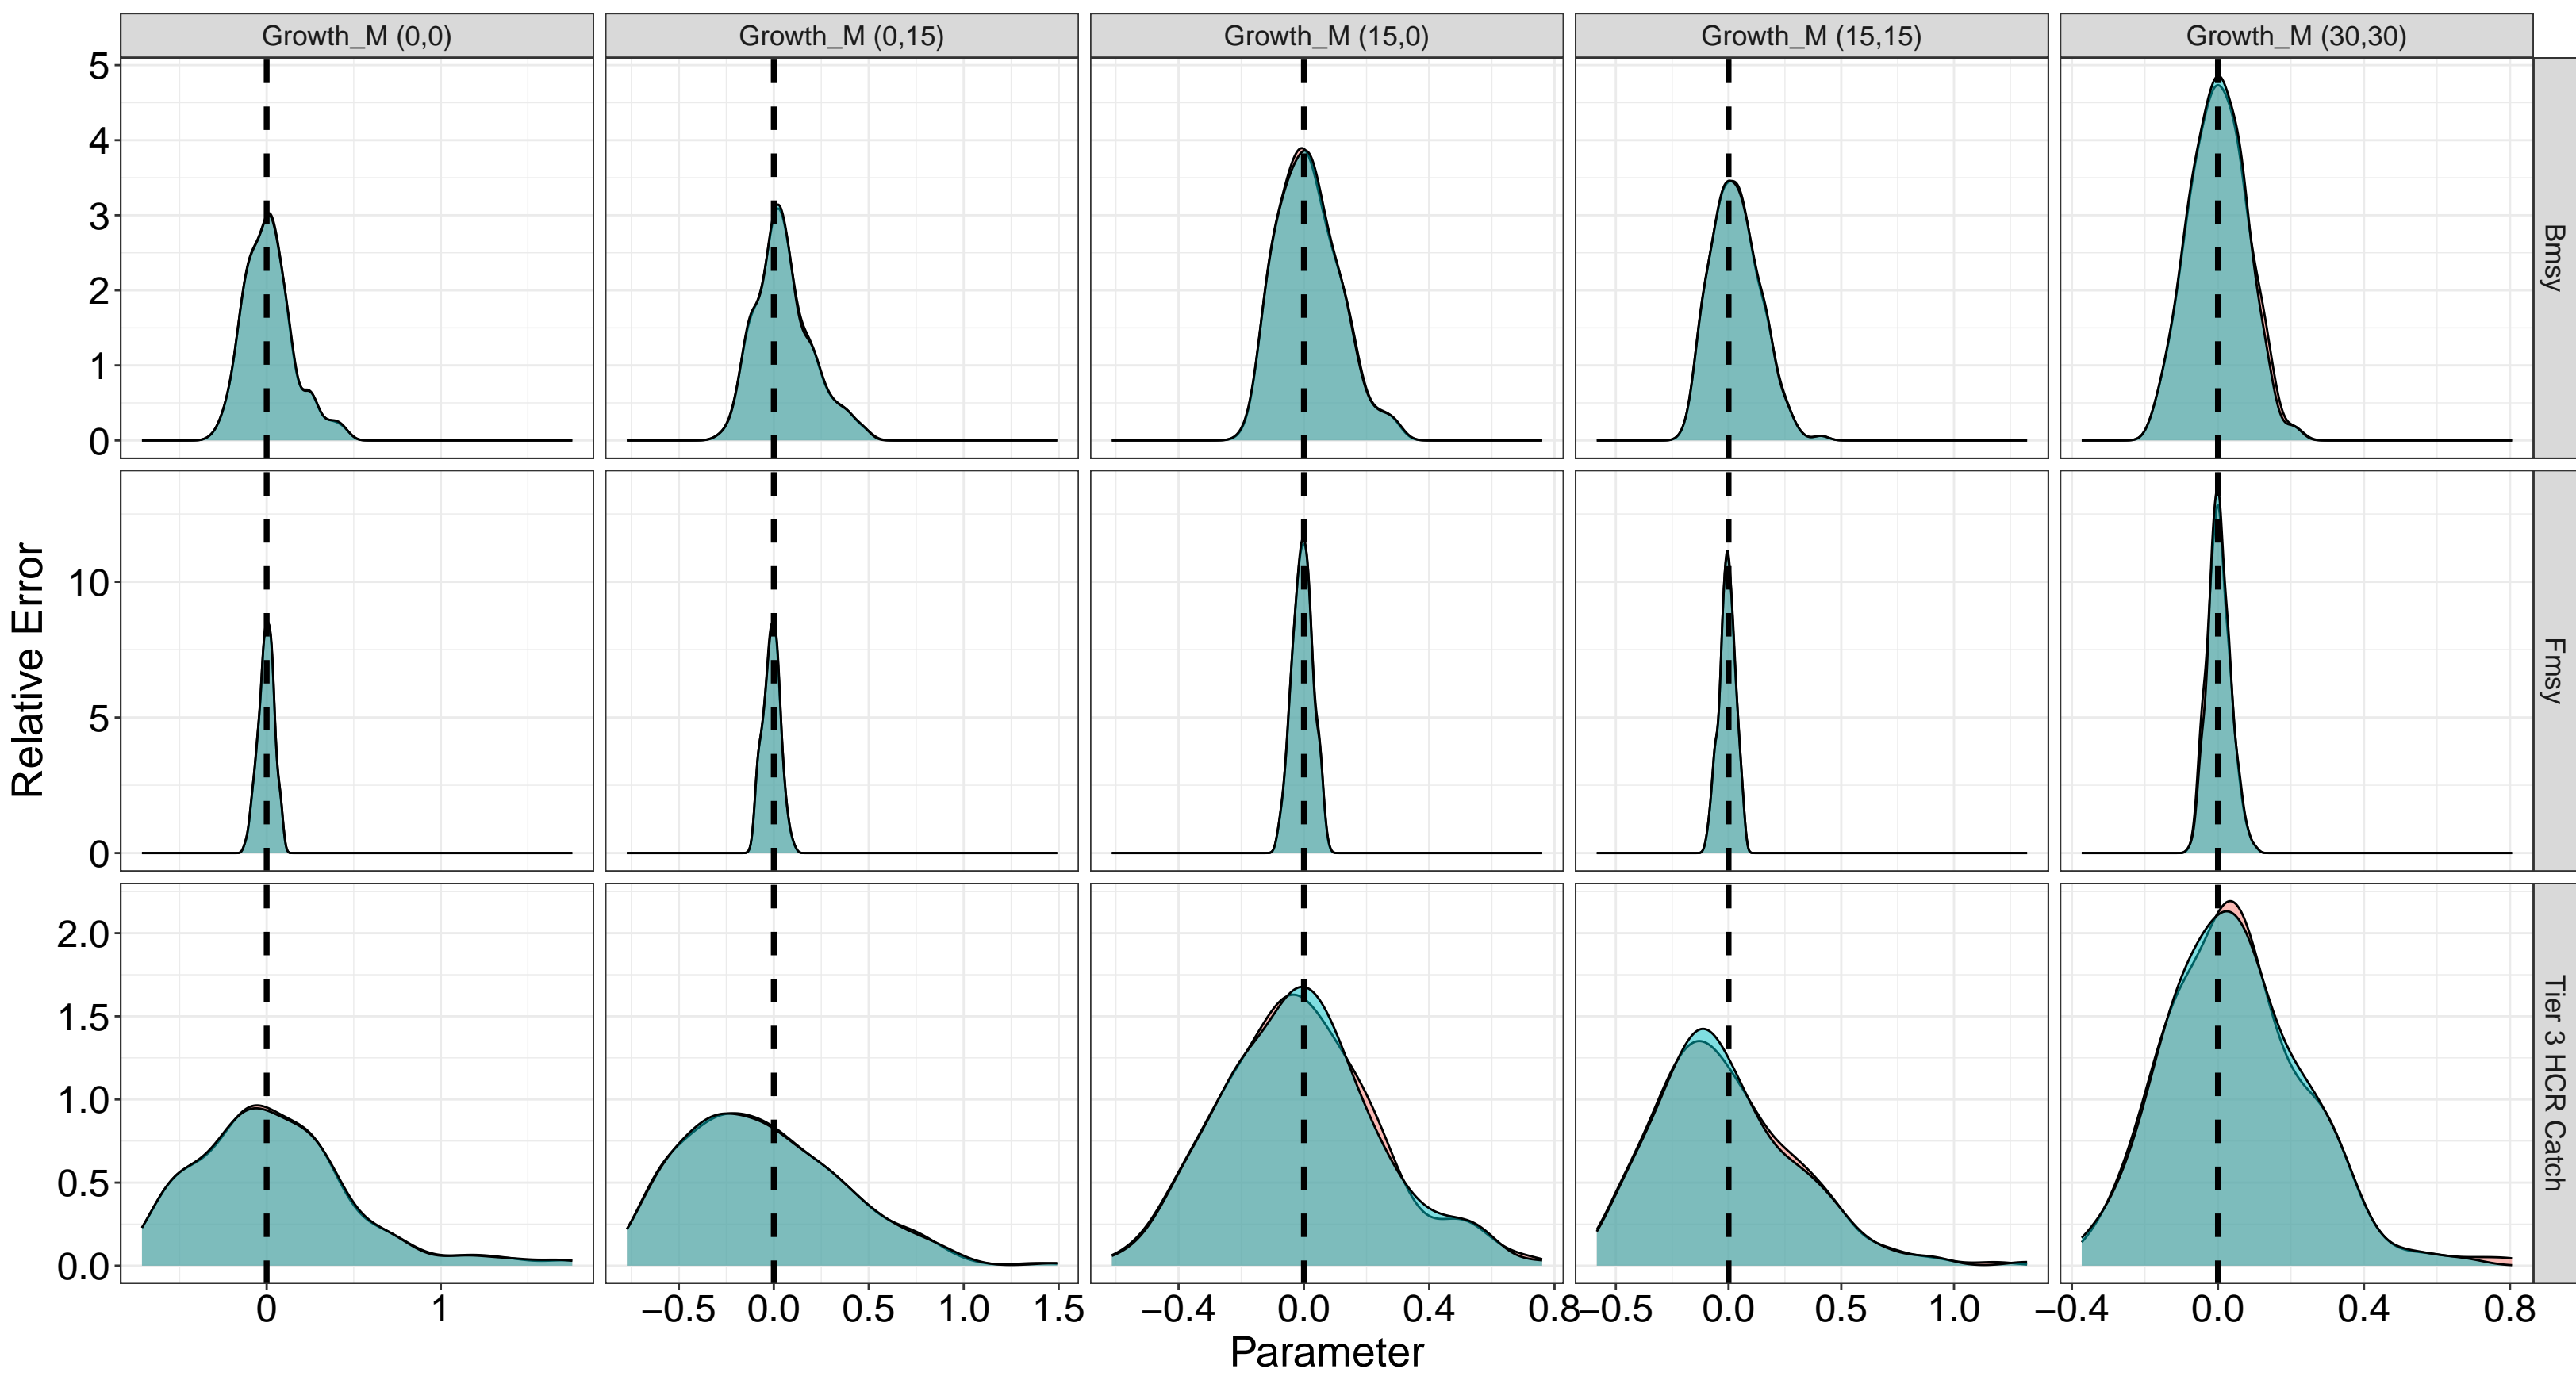 Growth_M (0,0) Growth_M (0,15) Growth_M (15,0) Growth_M (15,15) Growth_M (30,30)
5
4
3
2
1
0
Bmsy
10
5
0
Fmsy
2.0
1.5
1.0
0.5
0.0
Tier 3 HCR Catch
Relative Error
0 1 −0.5 0.0 0.5 1.0 1.5 −0.4 0.0 0.4 0.8 −0.5 0.0 0.5 1.0 −0.4 0.0 0.4 0.8
Parameter